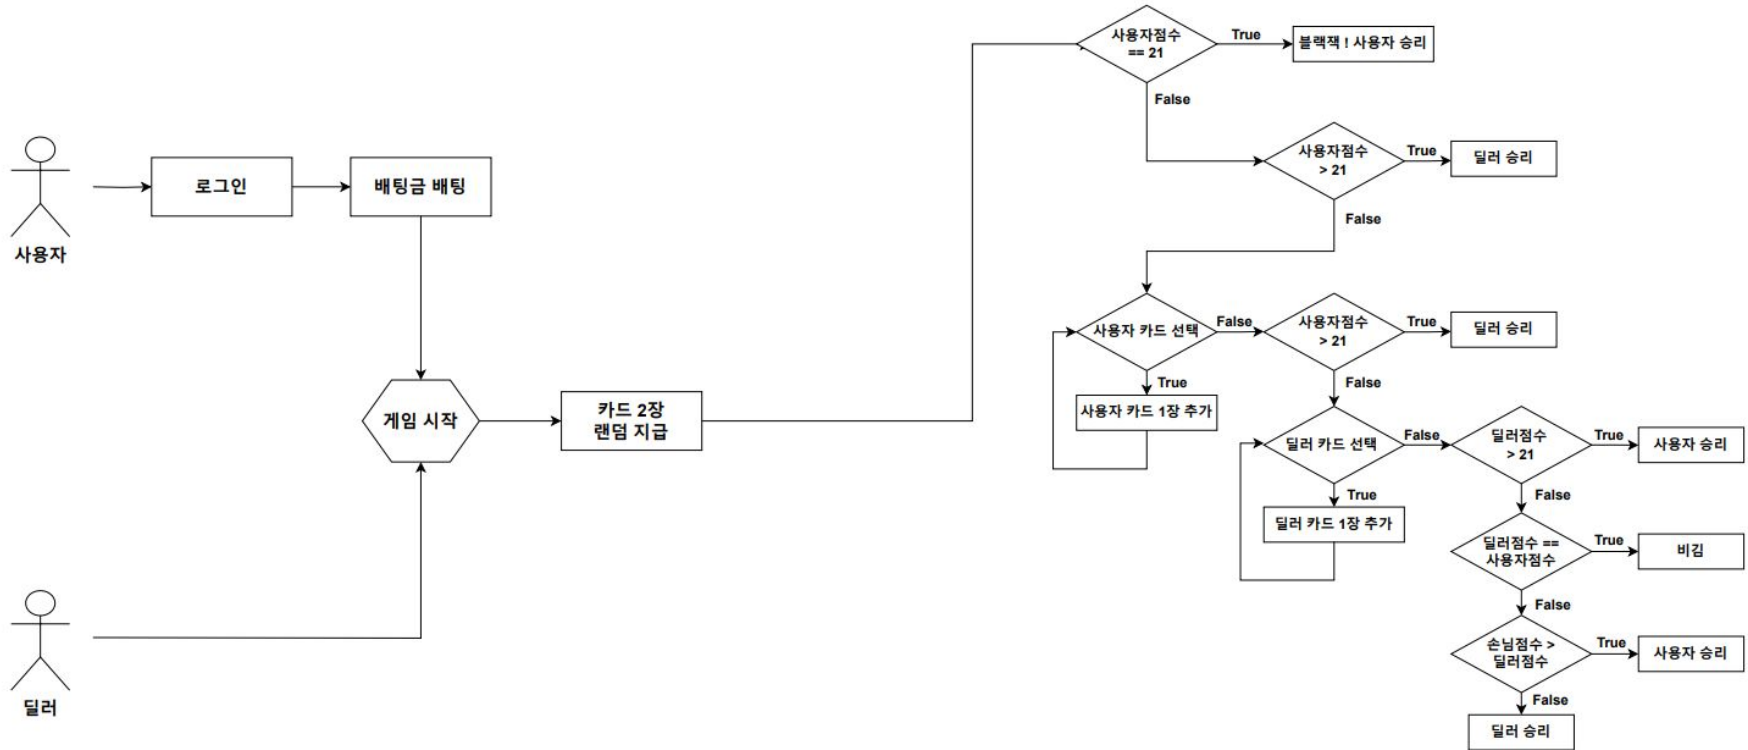 사용자
로그인
배팅금 배팅
게임 시작
딜러
카드 2장
랜덤 지급
사용자점수
== 21
True
블랙잭 ! 사용자 승리
False
사용자점수
> 21
True
딜러 승리
False
사용자 카드 선택
False
True
사용자 카드 1장 추가
사용자점수
> 21
True
딜러 승리
False
딜러 카드 선택
False
True
딜러 카드 1장 추가
딜러점수
> 21
True
사용자 승리
False
딜러점수 ==
사용자점수
True
비김
False
손님점수 >
딜러점수
True
사용자 승리
False
딜러 승리